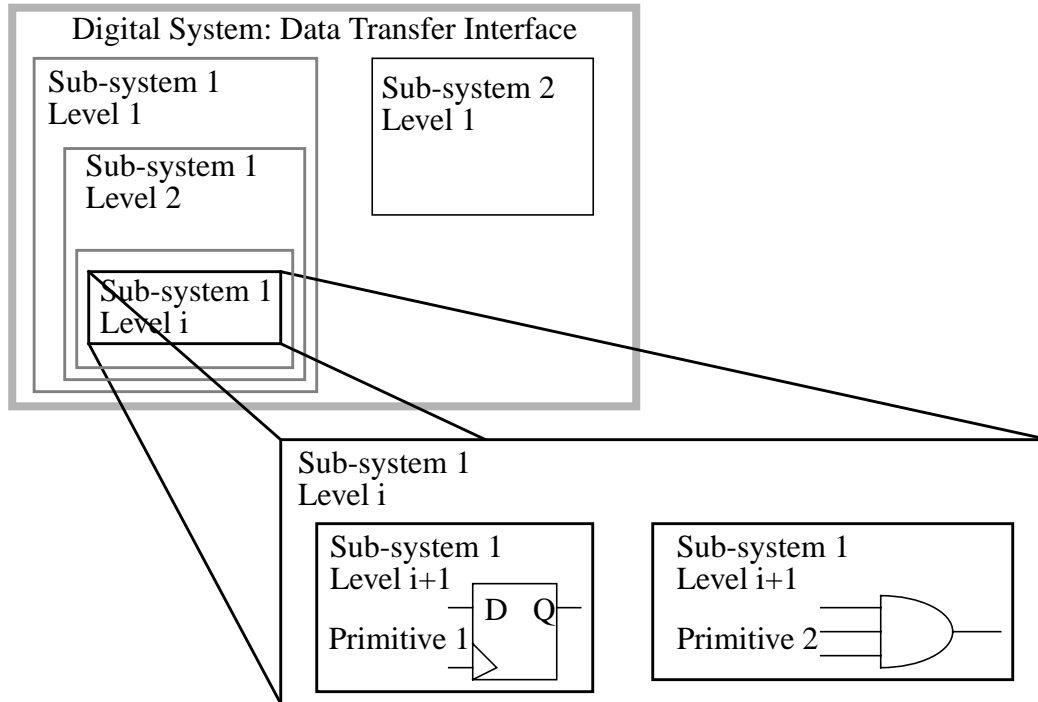 Digital System: Data Transfer Interface
Sub-system 1
Level 1
Sub-system 2
Level 1
Sub-system 1
Level 2
Sub-system 1
Level i
Sub-system 1
Level i
Sub-system 1
Level i+1
D Q
Primitive 1
Sub-system 1
Level i+1
Primitive 2